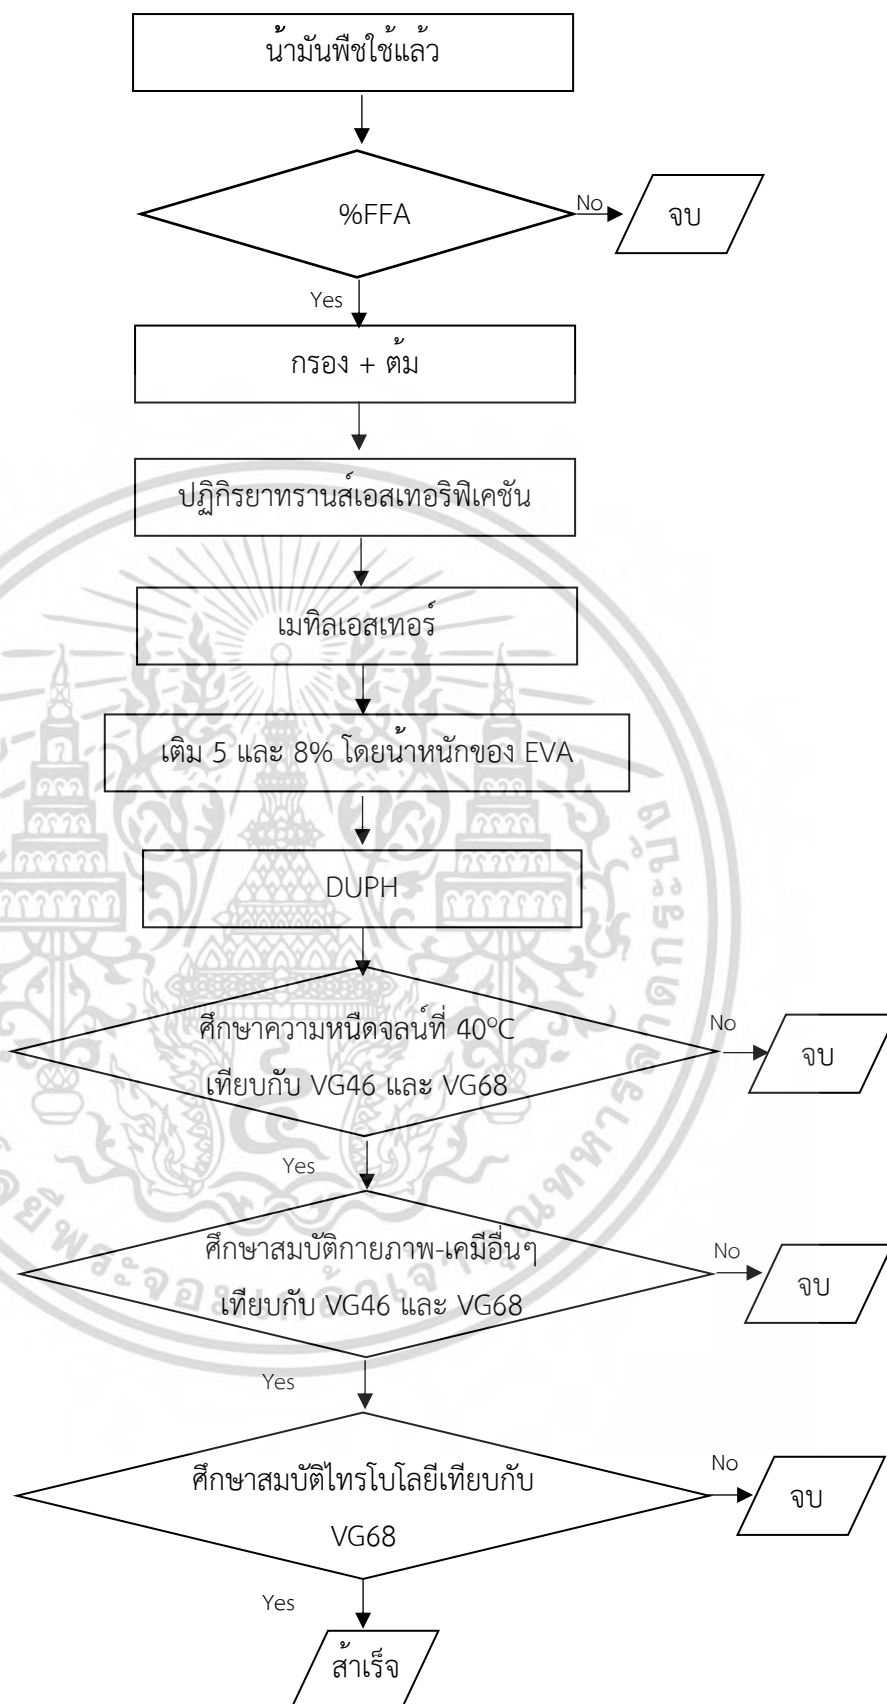 น้ำมันพืชใช้แล้ว
%FFA
No
จบ
Yes
กรอง + ต้ม
ปฏิกิรยาทรานส์เอสเทอริฟิเคชัน
เมทิลเอสเทอร์
เติม 5 และ 8% โดยน้ำหนักของ EVA
DUPH
ศึกษาความหนืดจลน์ที่ 40°C
เทียบกับ VG46 และ VG68
No
จบ
Yes
ศึกษาสมบัติกายภาพ-เคมีอื่นๆ
เทียบกับ VG46 และ VG68
No
จบ
Yes
ศึกษาสมบัติไทรโบโลยีเทียบกับ
VG68
No
จบ
Yes
สำเร็จ